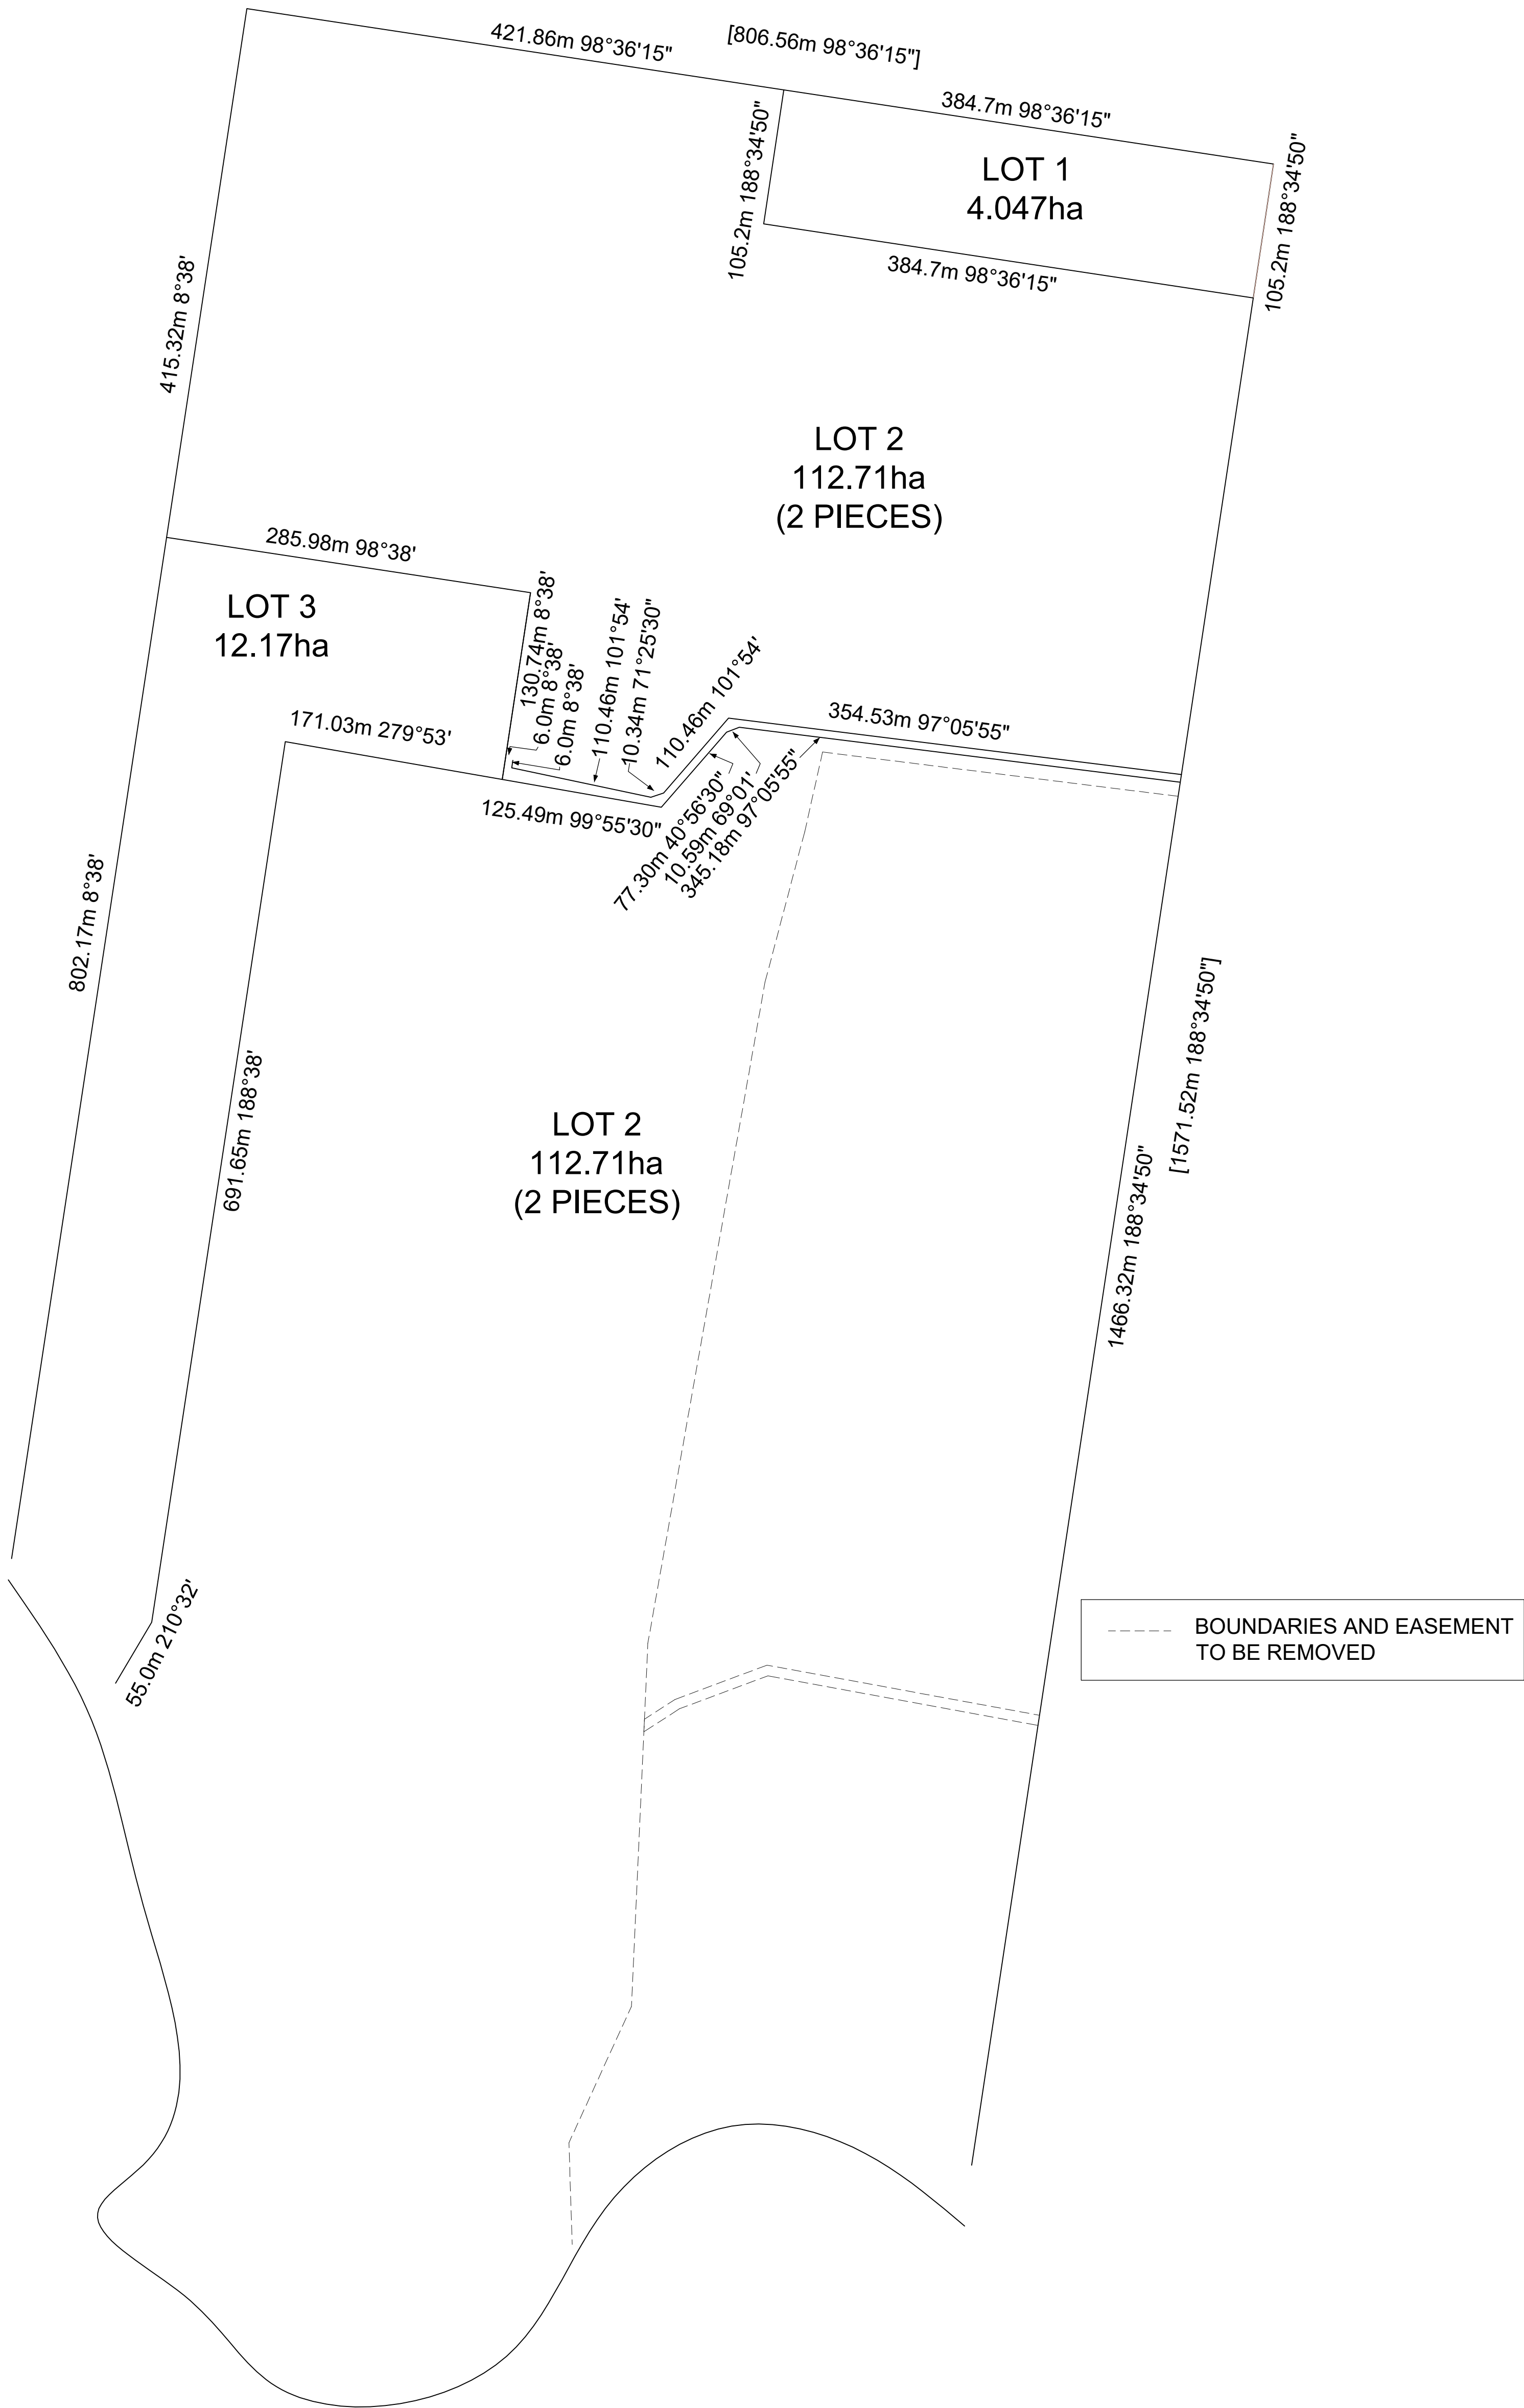 421.86m 98°36'15"
[806.56m 98°36'15"]
384.7m 98°36'15"
105.2m 188°34'50"
LOT 1
4.047ha
105.2m 188°34'50"
384.7m 98°36'15"
415.32m 8°38'
LOT 2
112.71ha
(2 PIECES)
285.98m 98°38'
LOT 3
12.17ha
130.74m 8°38'
6.0m 8°38'
6.0m 8°38'
110.46m 101°54'
10.34m 71°25'30"
110.46m 101°54'
354.53m 97°05'55"
171.03m 279°53'
125.49m 99°55'30"
77.30m 40°56'30"
10.59m 69°01'
345.18m 97°05'55"
802.17m 8°38'
691.65m 188°38'
LOT 2
112.71ha
(2 PIECES)
[1571.52m 188°34'50"]
1466.32m 188°34'50"
55.0m 210°32'
BOUNDARIES AND EASEMENT
TO BE REMOVED